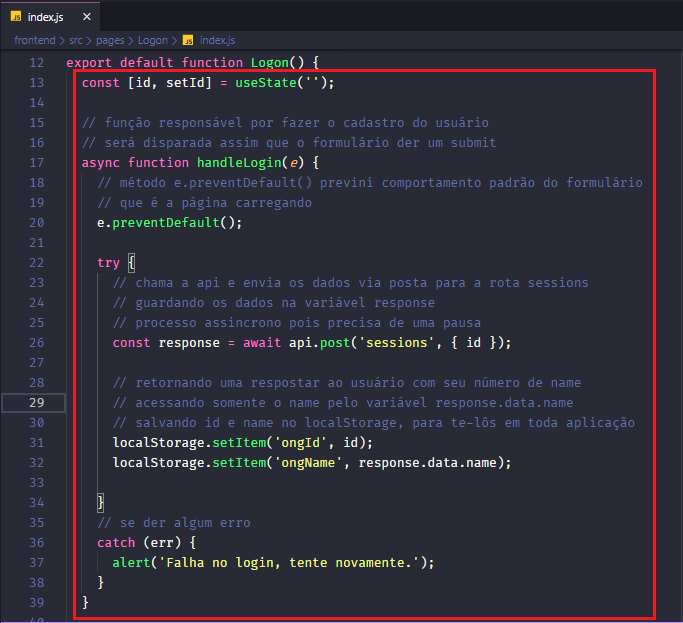 JS index.js ×
frontend > src > pages > Logon > JS index.js
12 export default function Logon() {
13 const [id, setId] = useState('');
14
15 // função responsável por fazer o cadastro do usuário
16 // será disparada assim que o formulário der um submit
17 async function handleLogin(e) {
18 // método e.preventDefault() previni comportamento padrão do formulário
19 // que é a página carregando
20 e.preventDefault();
21
22 try {
23 // chama a api e envia os dados via posta para a rota sessions
24 // guardando os dados na variável response
25 // processo assincrono pois precisa de uma pausa
26 const response = await api.post('sessions', { id });
27
28 // retornando uma respostar ao usuário com seu número de name
29 // acessando somente o name pelo variável response.data.name
30 // salvando id e name no localStorage, para te-lôs em toda aplicação
31 localStorage.setItem('ongId', id);
32 localStorage.setItem('ongName', response.data.name);
33
34 }
35 // se der algum erro
36 catch (err) {
37 alert('Falha no login, tente novamente.');
38 }
39 }
40